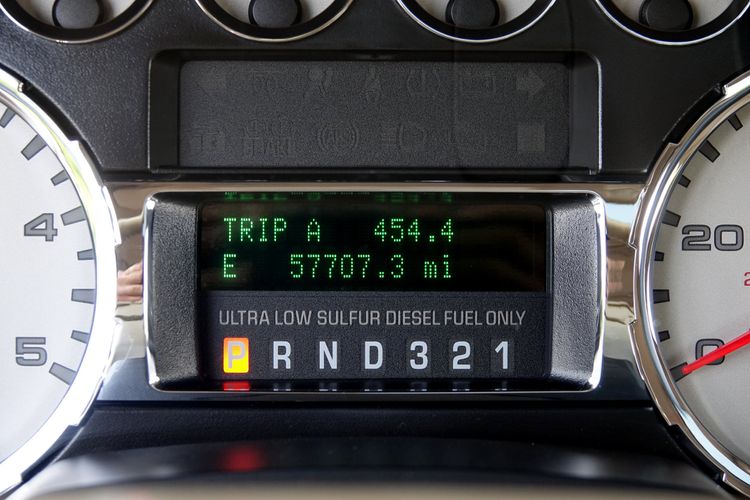 TRIP A 454.4
E 57707.3 mi
ULTRA LOW SULFUR DIESEL FUEL ONLY
P R N D 3 2 1
4
5
20
0